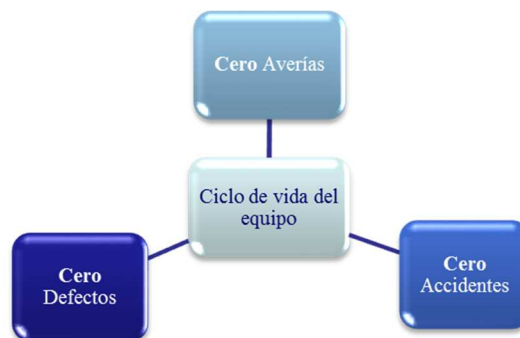 Cero Averías
Ciclo de vida del
equipo
Cero
Defectos
Cero
Accidentes